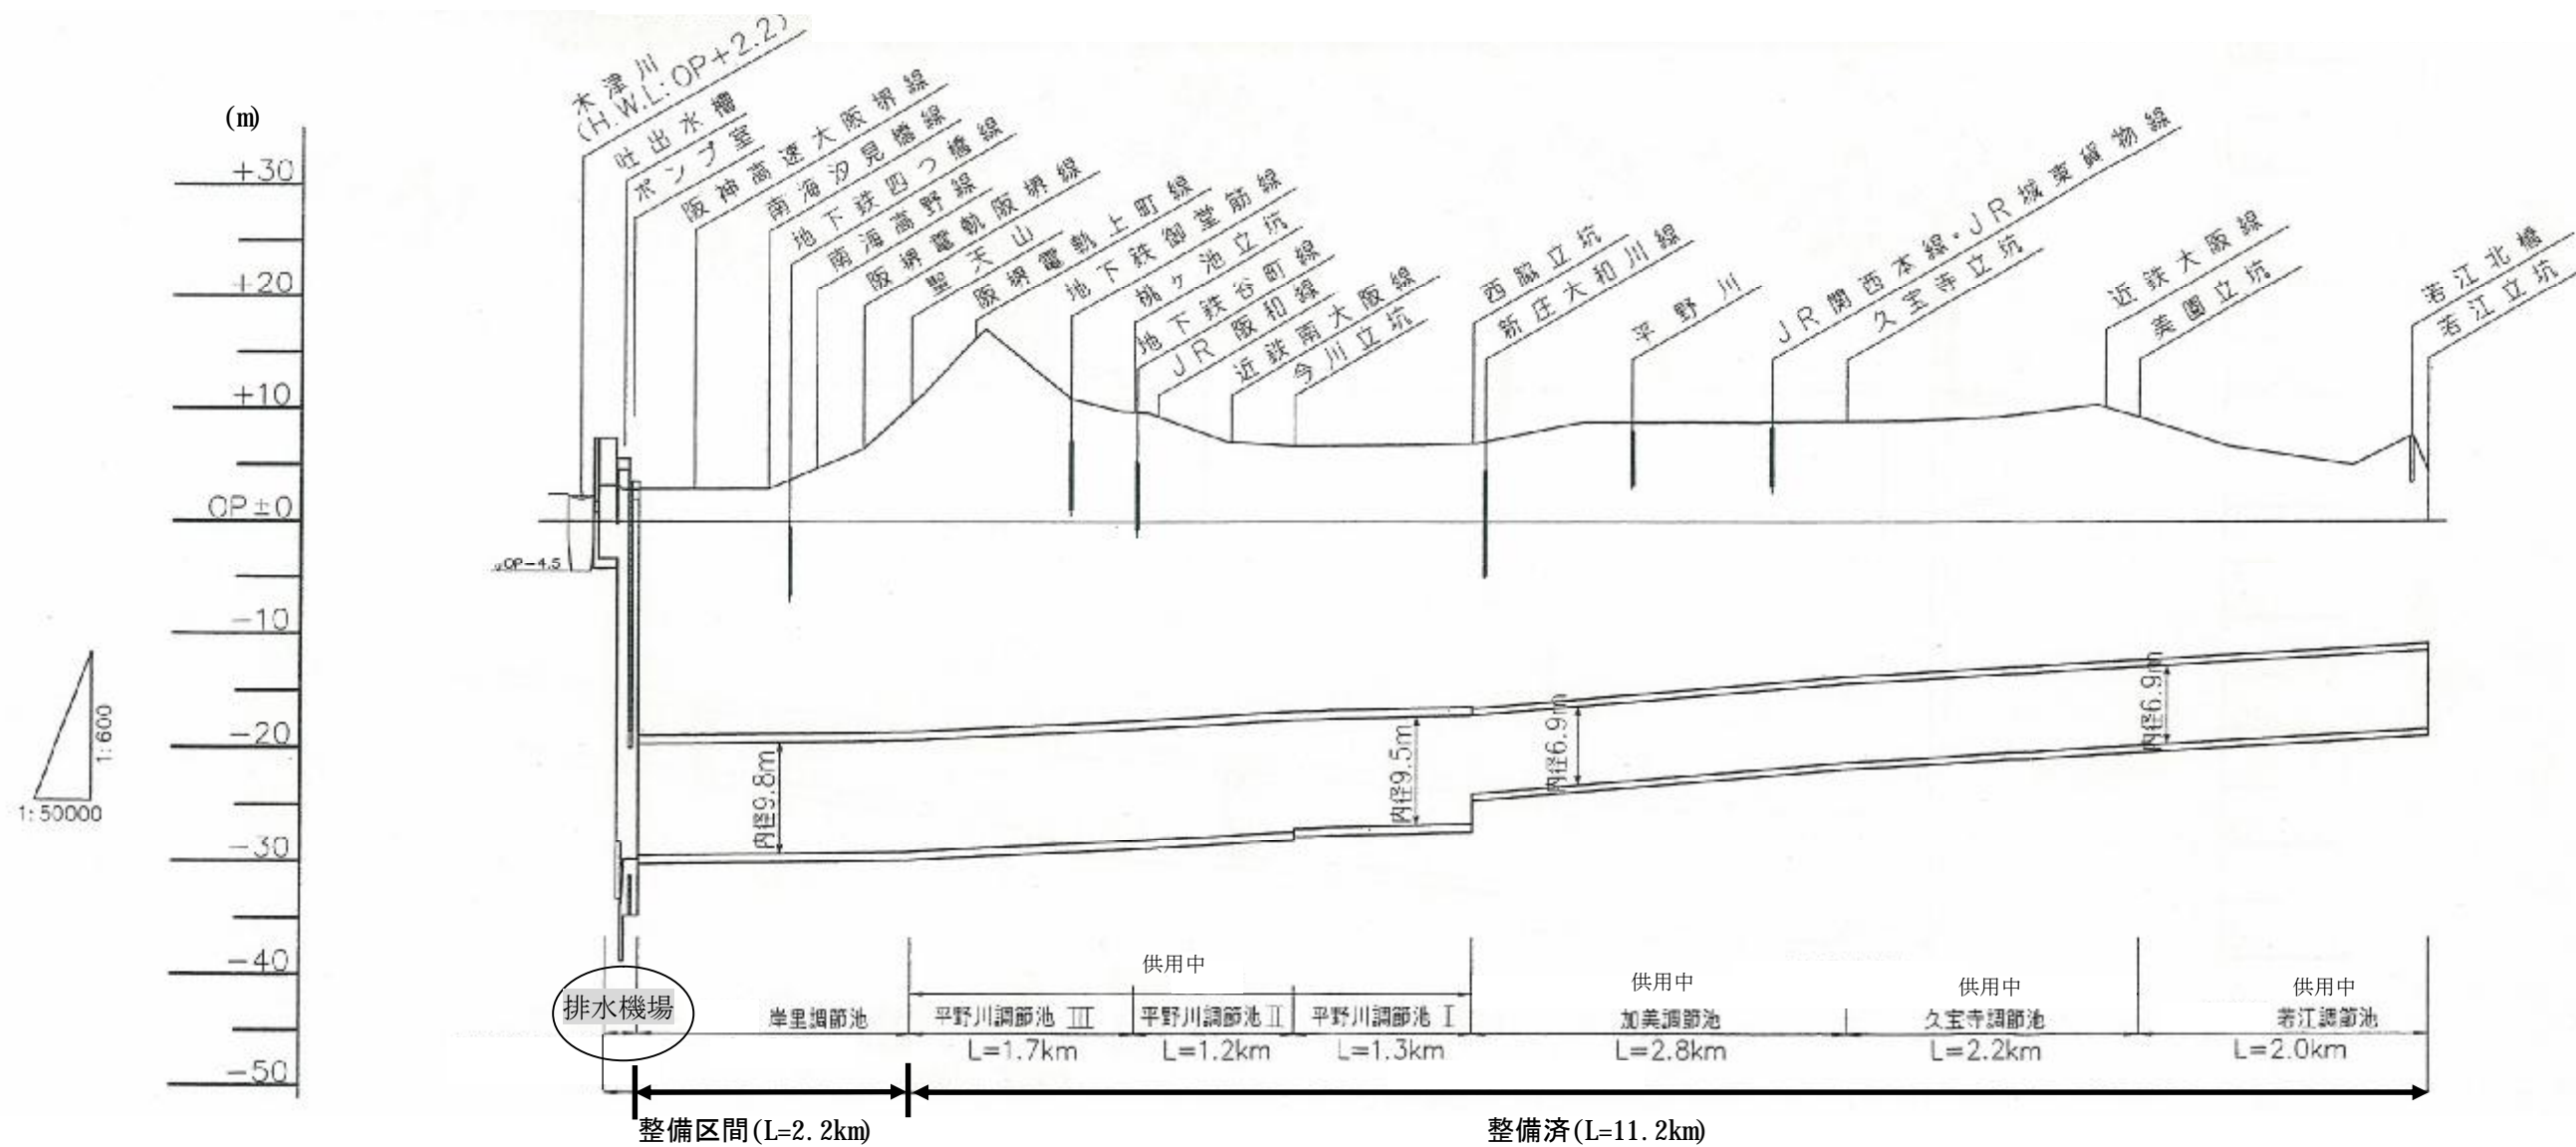 木津川
(H.W.L:OP+2.2)
吐出水槽
ポンプ室
阪神高速大阪堺線
南海汐見橋線
地下鉄四つ橋線
南海高野線
阪堺電軌阪堺線
聖天山
阪堺電軌上町線
地下鉄御堂筋線
桃ヶ池立坑
地下鉄谷町線
JR阪和線
近鉄南大阪線
今川立坑
西脇立坑
新庄大和川線
平野川
JR関西本線・JR城東貨物線
久宝寺立坑
近鉄大阪線
美園立坑
若江北橋
若江立坑
(m)
+30
+20
+10
OP±0
-10
-20
-30
-40
-50
OP-4.5
1:600
1:50000
内径9.8m
内径9.5m
内径6.9m
内径6.9m
供用中
供用中
供用中
供用中
排水機場
岸里調節池
平野川調節池 Ⅲ
平野川調節池 Ⅱ
平野川調節池 Ⅰ
加美調節池
久宝寺調節池
若江調節池
L=1.7km
L=1.2km
L=1.3km
L=2.8km
L=2.2km
L=2.0km
整備区間(L=2.2km)
整備済(L=11.2km)